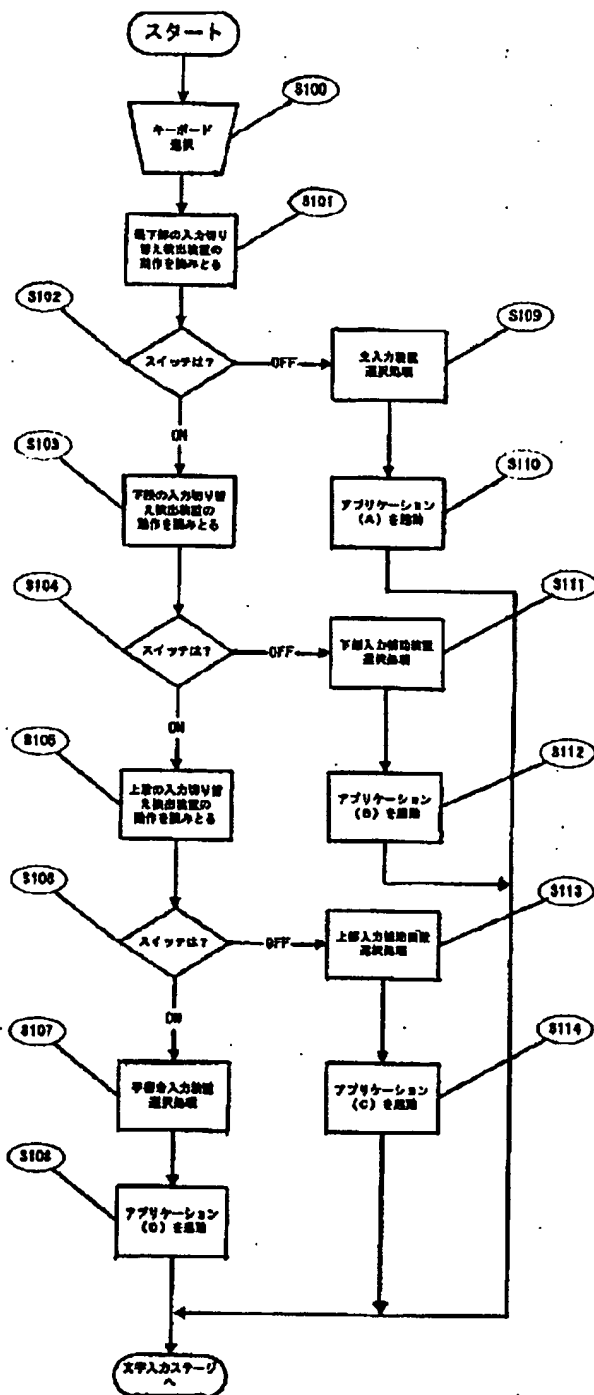 スタート
S100
キーボード
選択
S101
最下部の入力切り
替え検出装置の
動作を読みとる
S102
スイッチは?
OFF
S109
主入力装置
選択処理
ON
S103
下段の入力切り替
え検出装置の
動作を読みとる
S110
アプリケーション
(A)を起動
S104
スイッチは?
OFF
S111
下部入力補助装置
選択処理
ON
S105
上段の入力切り替
え検出装置の
動作を読みとる
S112
アプリケーション
(B)を起動
S106
スイッチは?
OFF
S113
上部入力補助装置
選択処理
ON
S107
手書き入力装置
選択処理
S114
アプリケーション
(C)を起動
S108
アプリケーション
(D)を起動
文字入力ステージ
へ